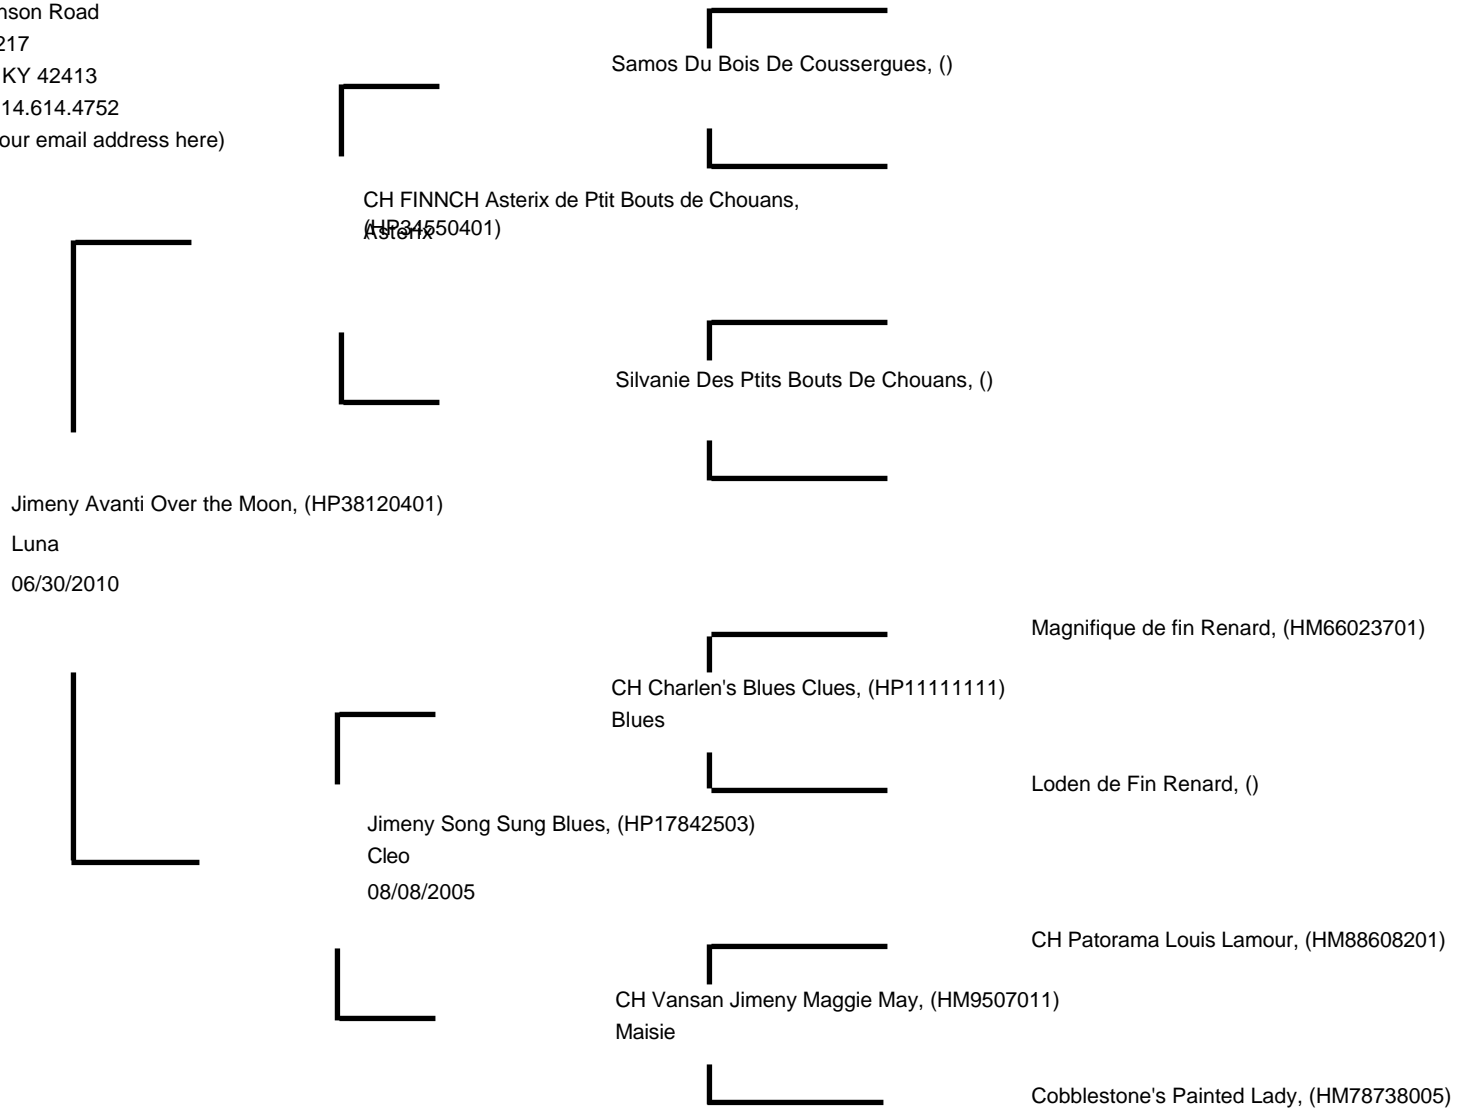 nson Road
217
KY 42413
14.614.4752
our email address here)
Samos Du Bois De Coussergues, ()
CH FINNCH Asterix de Ptit Bouts de Chouans,
(HP34550401)
Asterix
Silvanie Des Ptits Bouts De Chouans, ()
Jimeny Avanti Over the Moon, (HP38120401)
Luna
06/30/2010
Magnifique de fin Renard, (HM66023701)
CH Charlen's Blues Clues, (HP11111111)
Blues
Loden de Fin Renard, ()
Jimeny Song Sung Blues, (HP17842503)
Cleo
08/08/2005
CH Patorama Louis Lamour, (HM88608201)
CH Vansan Jimeny Maggie May, (HM9507011)
Maisie
Cobblestone's Painted Lady, (HM78738005)